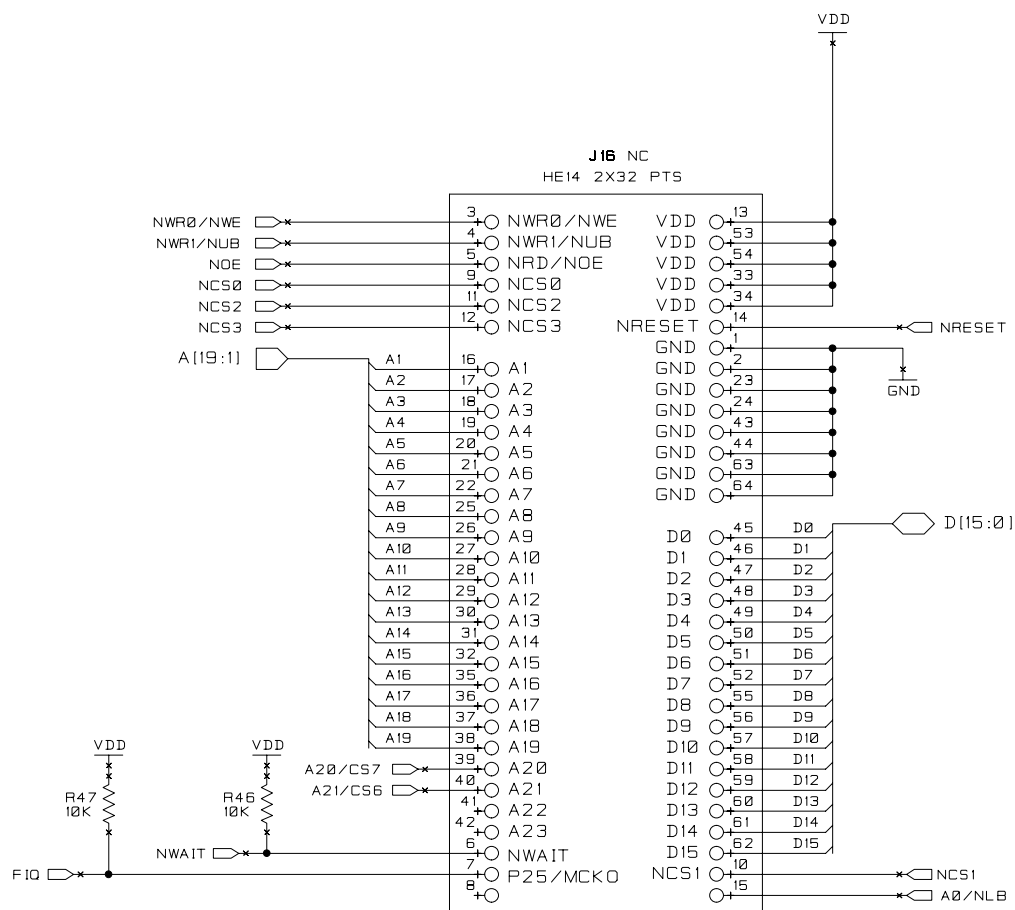 VDD
J16 NC
HE14 2X32 PTS
NWR0/NWE 3 NWR0/NWE VDD 13
NWR1/NUB 4 NWR1/NUB VDD 53
NOE 5 NRD/NOE VDD 54
NCS0 9 NCS0 VDD 33
NCS2 11 NCS2 VDD 34
NCS3 12 NCS3 NRESET 14 NRESET
A[19:1] GND 1
A1 16 A1 GND 2 GND
A2 17 A2 GND 23
A3 18 A3 GND 24
A4 19 A4 GND 43
A5 20 A5 GND 44
A6 21 A6 GND 63
A7 22 A7 GND 64
A8 25 A8 D[15:0]
A9 26 A9 D0 45 D0
A10 27 A10 D1 46 D1
A11 28 A11 D2 47 D2
A12 29 A12 D3 48 D3
A13 30 A13 D4 49 D4
A14 31 A14 D5 50 D5
A15 32 A15 D6 51 D6
A16 35 A16 D7 52 D7
A17 36 A17 D8 55 D8
A18 37 A18 D9 56 D9
VDD VDD A19 38 A19 D10 57 D10
A20/CS7 39 A20 D11 58 D11
A21/CS6 40 A21 D12 59 D12
R47 R46 41 A22 D13 60 D13
10K 10K 42 A23 D14 61 D14
NWAIT 6 NWAIT D15 62 D15
FIQ 7 P25/MCKO NCS1 10 NCS1
8 15 A0/NLB